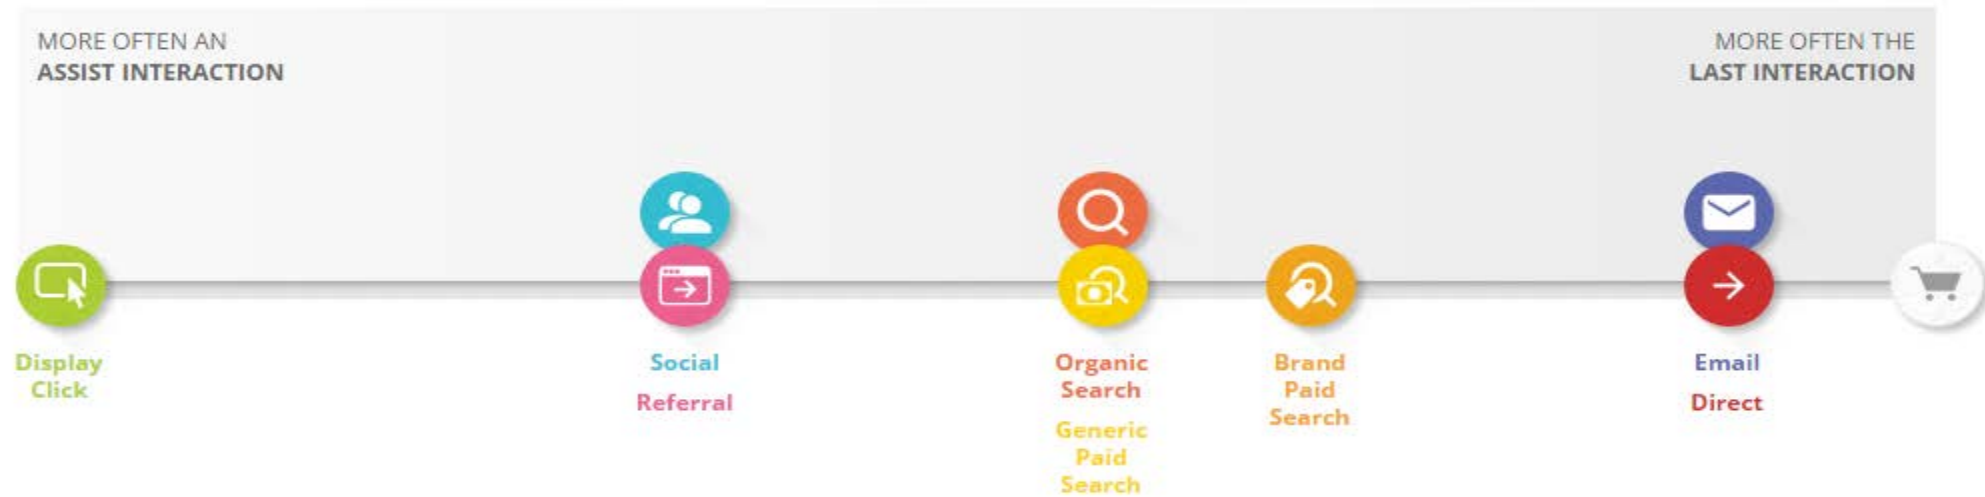 MORE OFTEN AN
ASSIST INTERACTION
MORE OFTEN THE
LAST INTERACTION
Display
Click
Social
Referral
Organic
Search
Generic
Paid
Search
Brand
Paid
Search
Email
Direct